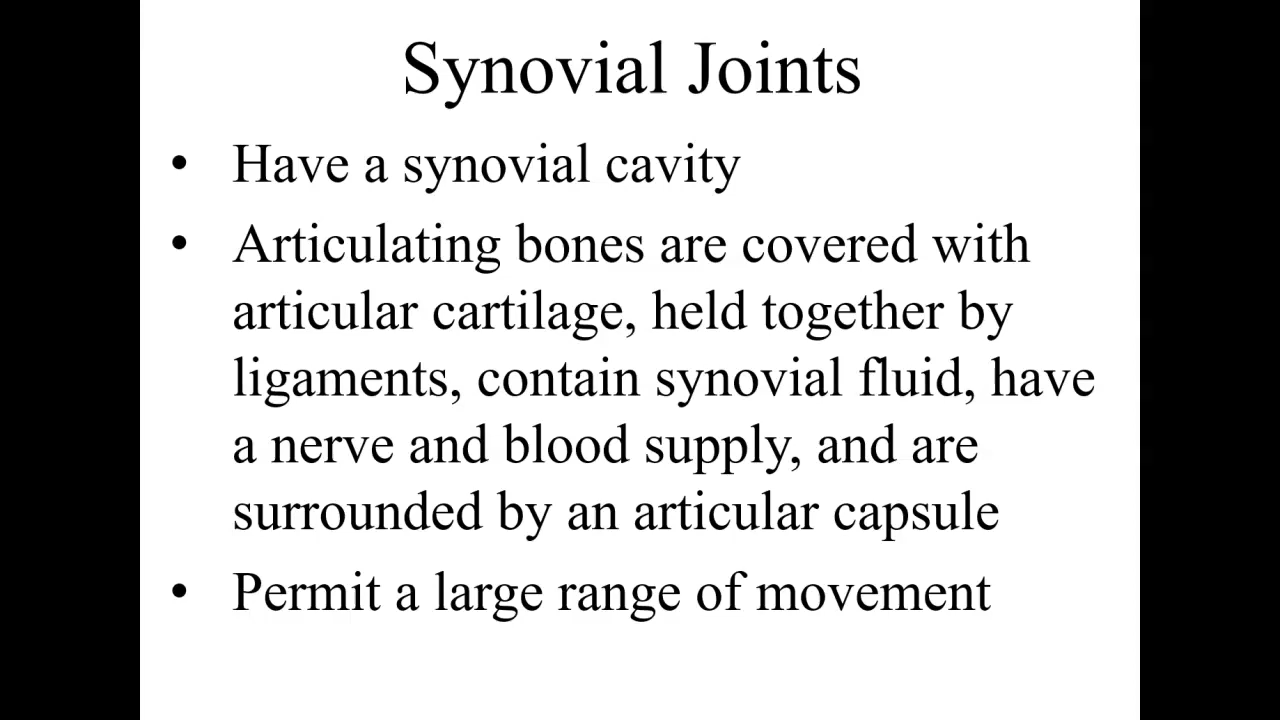 Synovial Joints
• Have a synovial cavity
• Articulating bones are covered with
articular cartilage, held together by
ligaments, contain synovial fluid, have
a nerve and blood supply, and are
surrounded by an articular capsule
• Permit a large range of movement